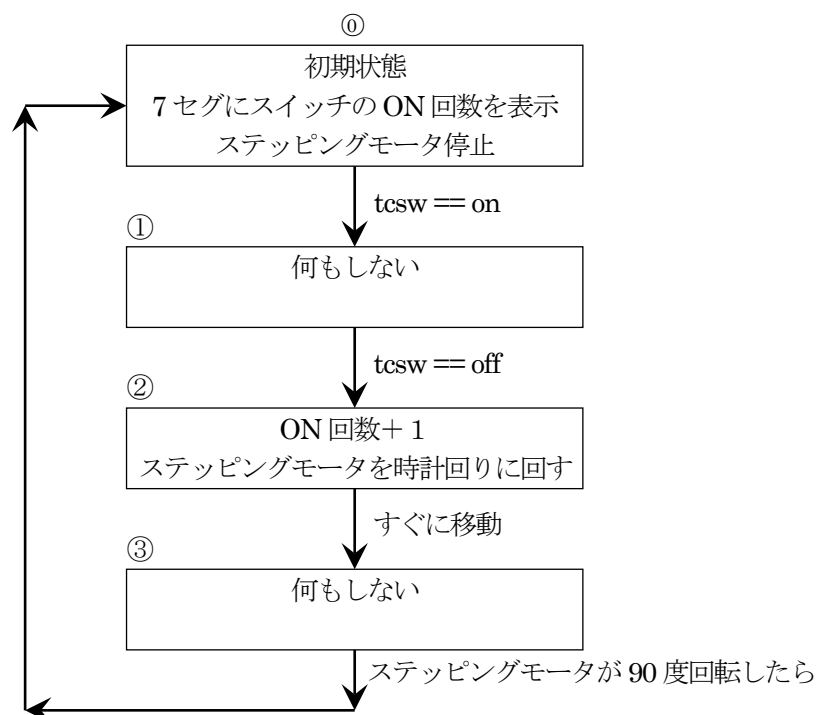 ⓪
初期状態
7セグにスイッチのON回数を表示
ステッピングモータ停止
tcsw == on
①
何もしない
tcsw == off
②
ON回数+1
ステッピングモータを時計回りに回す
すぐに移動
③
何もしない
ステッピングモータが90度回転したら